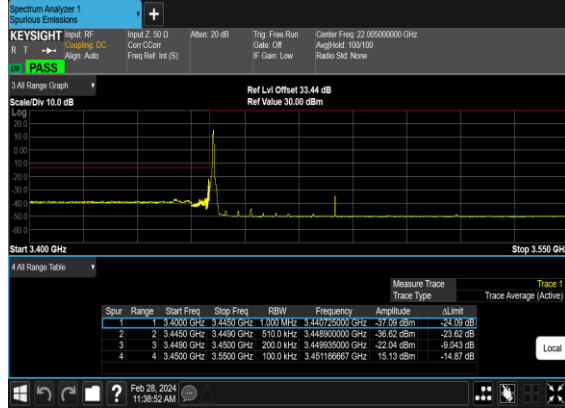 Spectrum Analyzer 1
Spurious Emissions
KEYSIGHT Input: RF Input Z: 50 Ω Atten: 20 dB Trig: Free Run Center Freq: 22.005000000 GHz
R T Coupling: DC Corr CCorr Gate: Off Avg|Hold: 100/100
Align: Auto Freq Ref: Int (S) IF Gain: Low Radio Std: None
PASS
3 All Range Graph
Ref Lvl Offset 33.44 dB
Scale/Div 10.0 dB Ref Value 30.00 dBm
Log
20.0
10.0
0.00
-10.0
-20.0
-30.0
-40.0
-50.0
-60.0
Start 3.400 GHz Stop 3.550 GH
4 All Range Table
Measure Trace Trace 1
Trace Type Trace Average (Active)
Spur Range Start Freq Stop Freq RBW Frequency Amplitude ΔLimit
1 1 3.4000 GHz 3.4450 GHz 1.000 MHz 3.440725000 GHz -37.09 dBm -24.09 dB
2 2 3.4450 GHz 3.4490 GHz 510.0 kHz 3.448900000 GHz -36.62 dBm -23.62 dB
3 3 3.4490 GHz 3.4500 GHz 200.0 kHz 3.449935000 GHz -22.04 dBm -9.043 dB
4 4 3.4500 GHz 3.5500 GHz 100.0 kHz 3.451166667 GHz 15.13 dBm -14.87 dB
Local
Feb 28, 2024
11:38:52 AM